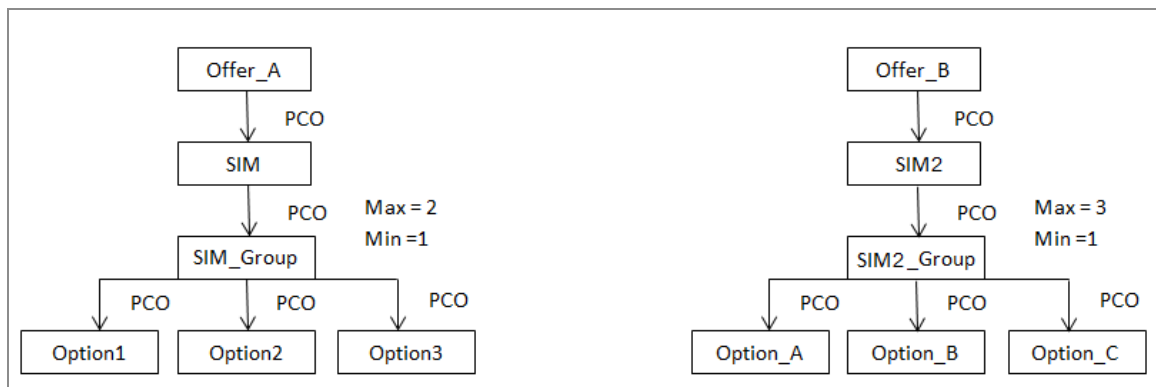 Offer_A
PCO
SIM
PCO
Max = 2
Min =1
SIM_Group
PCO
PCO
PCO
Option1
Option2
Option3
Offer_B
PCO
SIM2
PCO
Max = 3
Min =1
SIM2_Group
PCO
PCO
PCO
Option_A
Option_B
Option_C